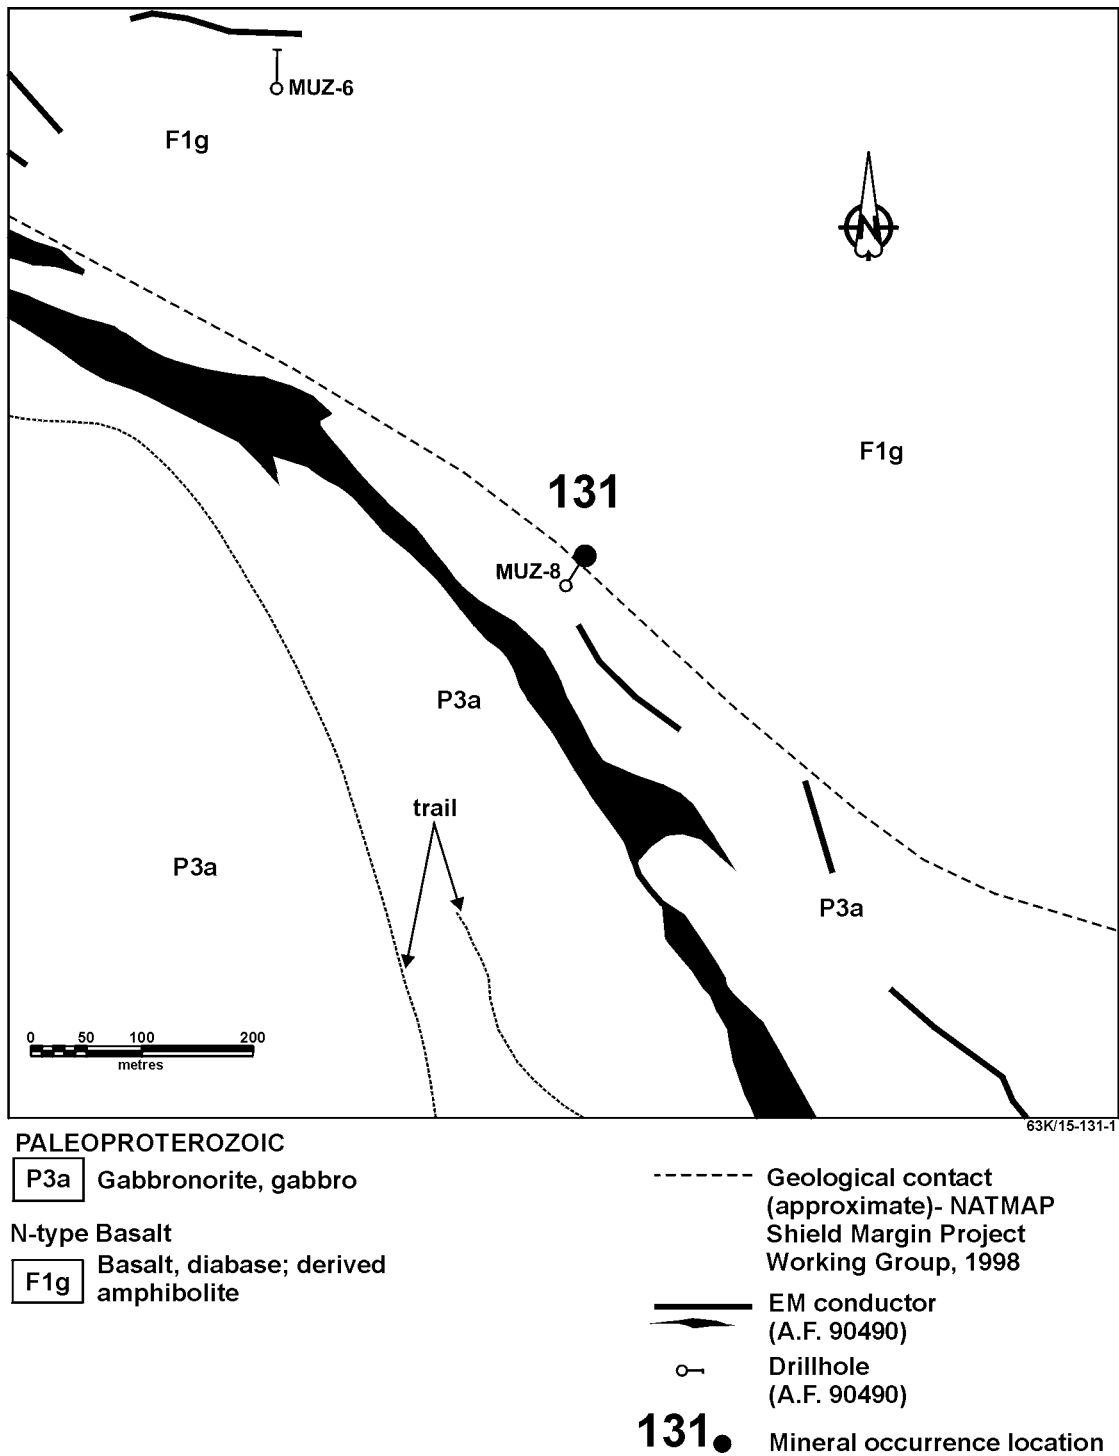 MUZ-6
F1g
N
F1g
131
MUZ-8
P3a
trail
P3a
P3a
0 50 100 200
metres
63K/15-131-1
PALEOPROTEROZOIC
P3a Gabbronorite, gabbro
N-type Basalt
F1g Basalt, diabase; derived
amphibolite
Geological contact
(approximate)- NATMAP
Shield Margin Project
Working Group, 1998
EM conductor
(A.F. 90490)
Drillhole
(A.F. 90490)
131 Mineral occurrence location